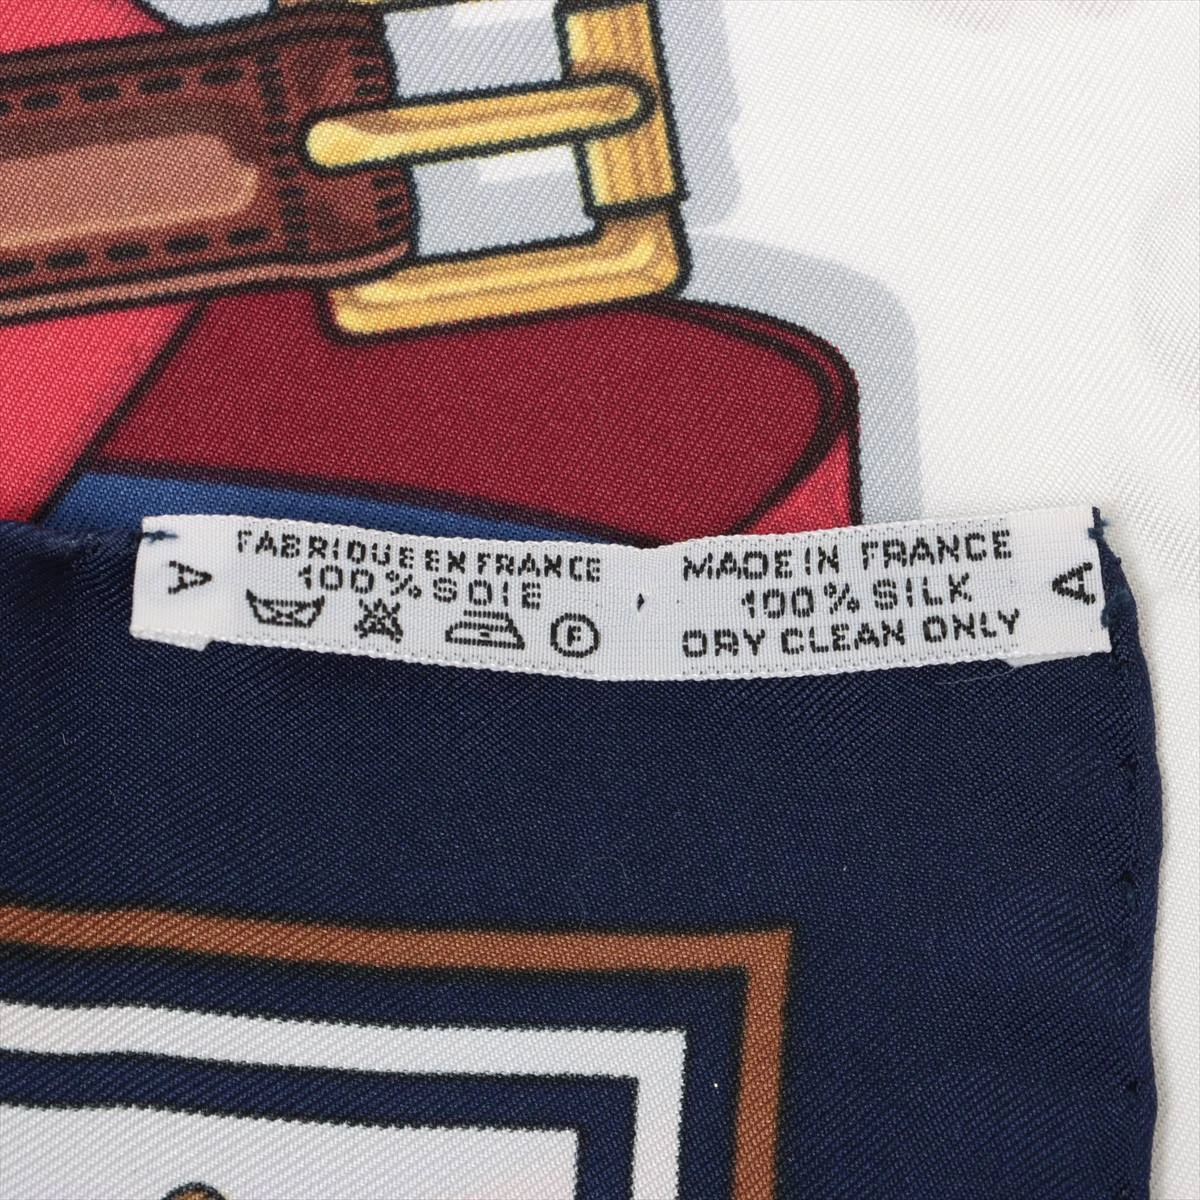 A
FABRIQUE EN FRANCE
100% SOIE
F
MADE IN FRANCE
100% SILK
DRY CLEAN ONLY
A